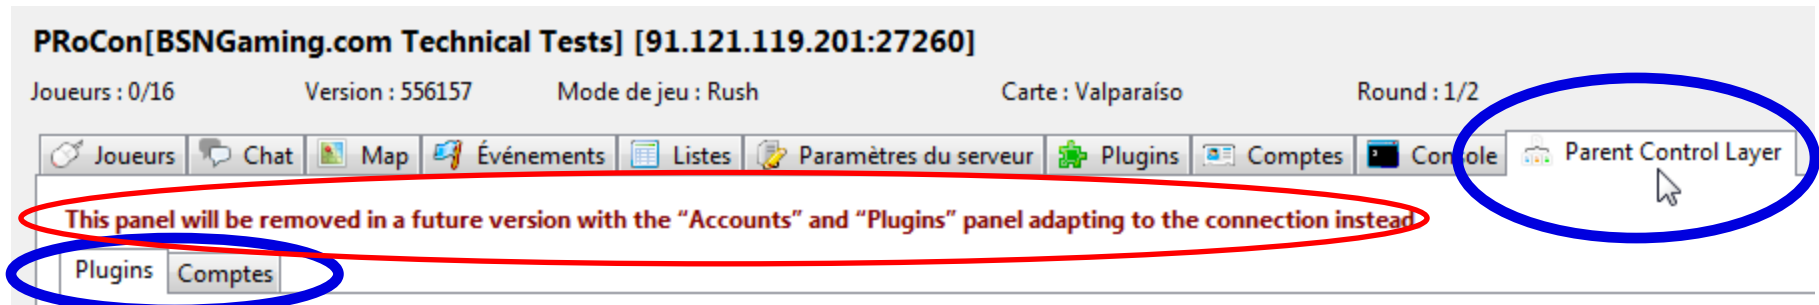 PRoCon[BSNGaming.com Technical Tests] [91.121.119.201:27260]
Joueurs : 0/16 Version : 556157 Mode de jeu : Rush Carte : Valparaíso Round : 1/2
Joueurs Chat Map Événements Listes Paramètres du serveur Plugins Comptes Console Parent Control Layer
This panel will be removed in a future version with the “Accounts” and “Plugins” panel adapting to the connection instead
Plugins Comptes